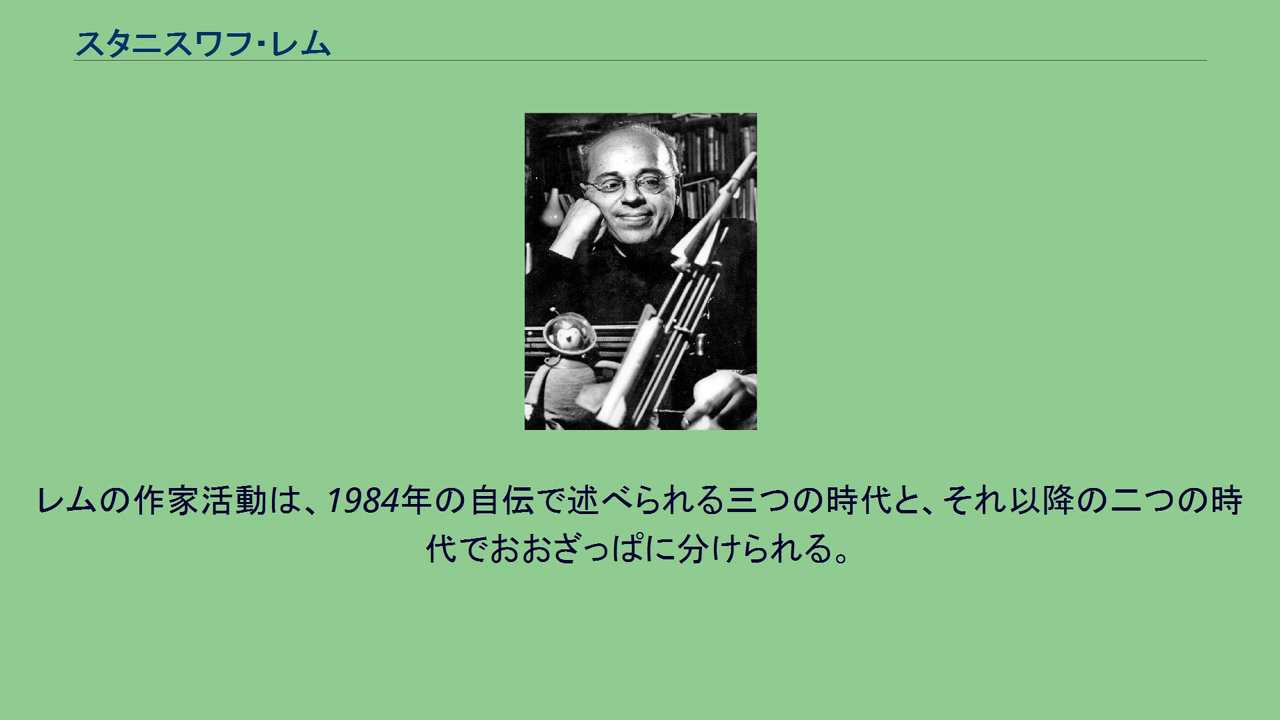 スタニスワフ・レム
レムの作家活動は、1984年の自伝で述べられる三つの時代と、それ以降の二つの時
代でおおざっぱに分けられる。